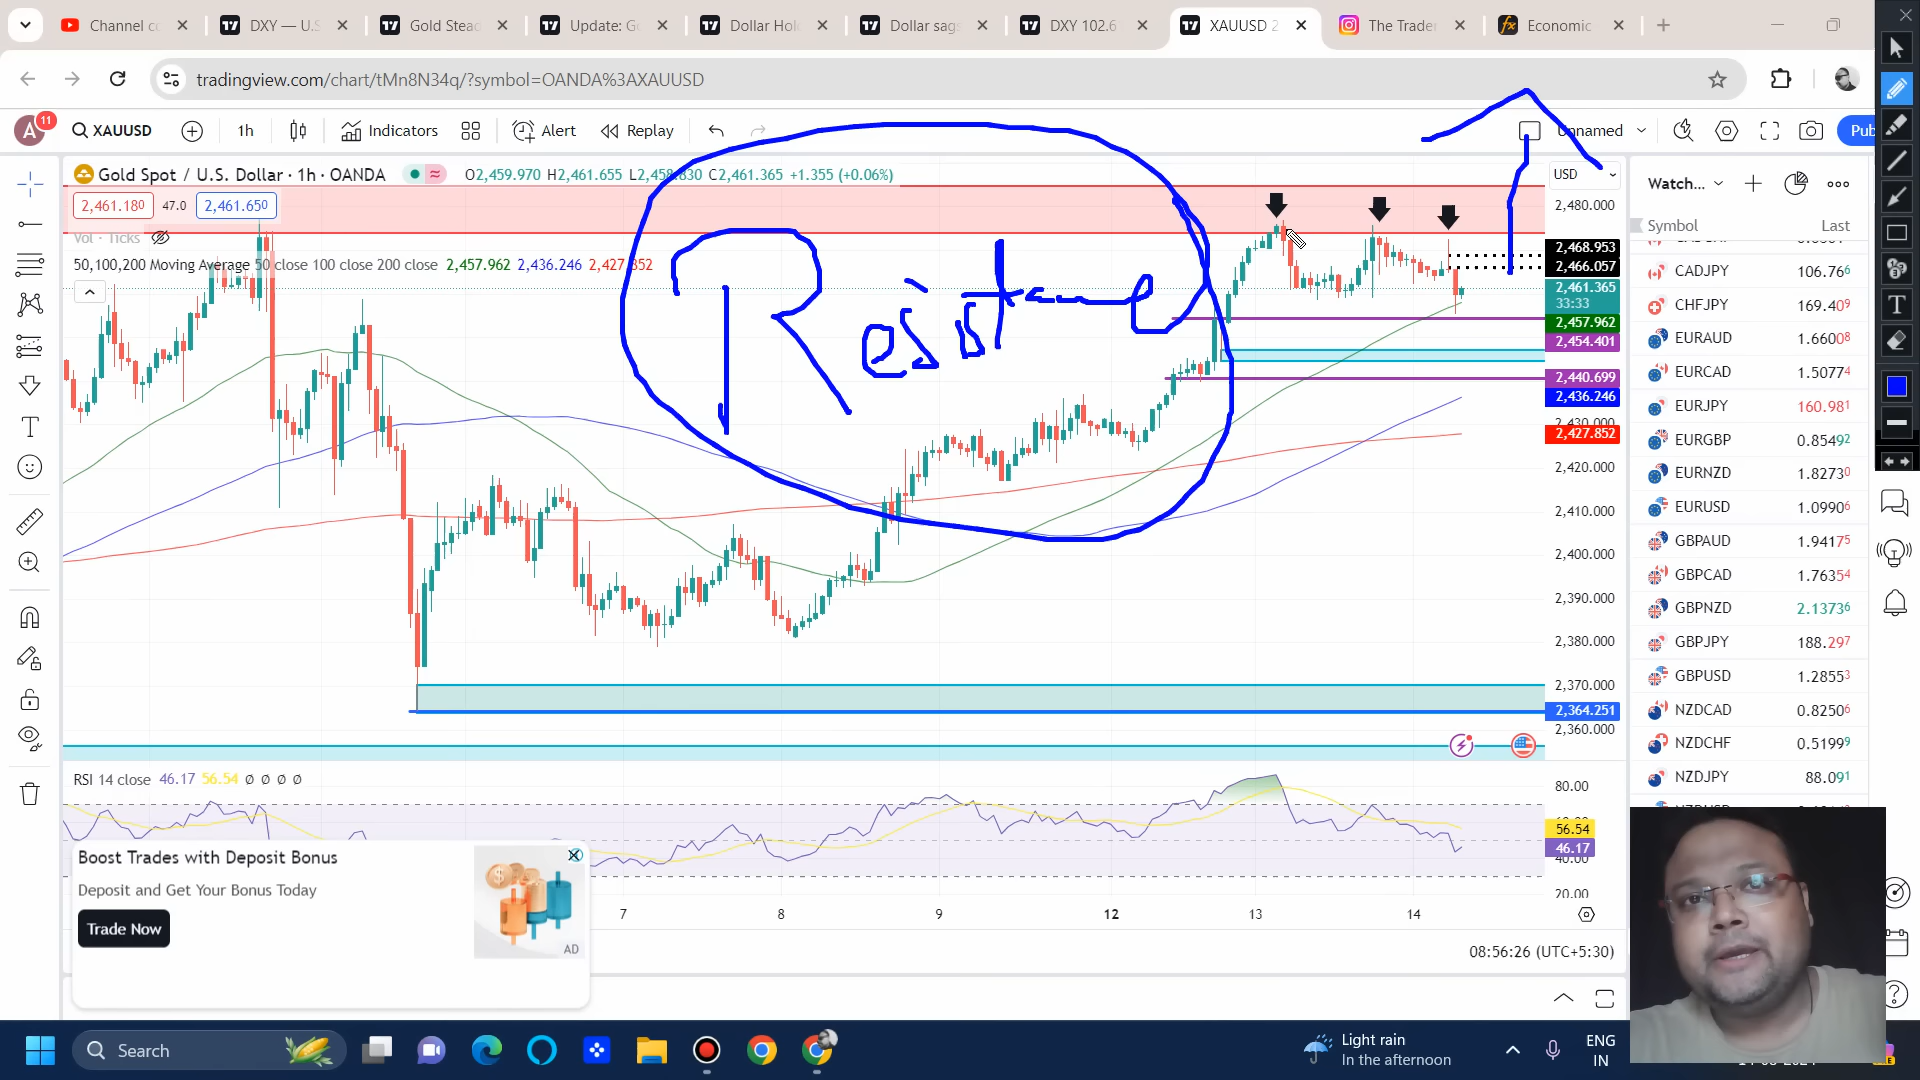 Channel co
DXY — U.S
Gold Stead
Update: Go
Dollar Hol
Dollar sags
DXY 102.6
XAUUSD 2
The Trader
Economic
tradingview.com/chart/tMn8N34q/?symbol=OANDA%3AXAUUSD
A 11
XAUUSD
1h
Indicators
Alert
Replay
Unnamed
Pub
Gold Spot / U.S. Dollar · 1h · OANDA
O2,459.970 H2,461.655 L2,458.830 C2,461.365 +1.355 (+0.06%)
2,461.180 47.0 2,461.650
Vol · Ticks
50,100,200 Moving Average 50 close 100 close 200 close 2,457.962 2,436.246 2,427.852
Resistance
USD
2,480.000
2,468.953
2,466.057
2,461.365
33:33
2,457.962
2,454.401
2,440.699
2,436.246
2,430.000
2,427.852
2,420.000
2,410.000
2,400.000
2,390.000
2,380.000
2,370.000
2,364.251
2,360.000
RSI 14 close 46.17 56.54 ∅ ∅ ∅ ∅
80.00
56.54
46.17
40.00
20.00
7 8 9 12 13 14
08:56:26 (UTC+5:30)
Boost Trades with Deposit Bonus
Deposit and Get Your Bonus Today
Trade Now
AD
Watch...
Symbol Last
CADJPY 106.766
CHFJPY 169.409
EURAUD 1.66008
EURCAD 1.50774
EURJPY 160.981
EURGBP 0.85492
EURNZD 1.82730
EURUSD 1.09906
GBPAUD 1.94175
GBPCAD 1.76354
GBPNZD 2.13736
GBPJPY 188.297
GBPUSD 1.28553
NZDCAD 0.82506
NZDCHF 0.51999
NZDJPY 88.091
Search
Light rain
In the afternoon
ENG
IN